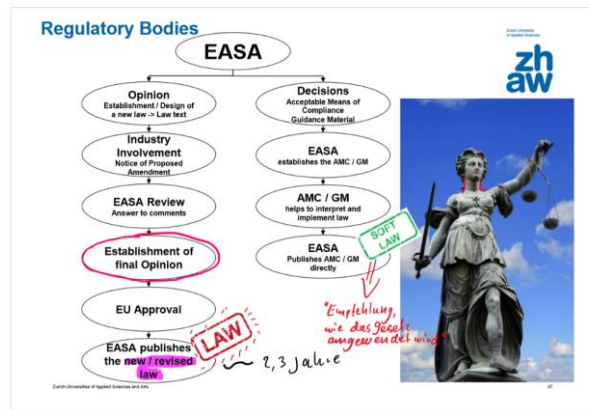 Regulatory Bodies
Zurich University
of Applied Sciences
zh
aw
EASA
Opinion
Establishment / Design of
a new law -> Law text
Industry
Involvement
Notice of Proposed
Amendment
EASA Review
Answer to comments
Establishment of
final Opinion
EU Approval
EASA publishes
the new / revised
law
LAW
2,3 Jahre
Decisions
Acceptable Means of
Compliance
Guidance Material
EASA
establishes the AMC / GM
AMC / GM
helps to interpret and
implement law
EASA
Publishes AMC / GM
directly
SOFT
LAW
"Empfehlung,
wie das Gesetz
angewendet wird"
Zurich Universities of Applied Sciences and Arts
37